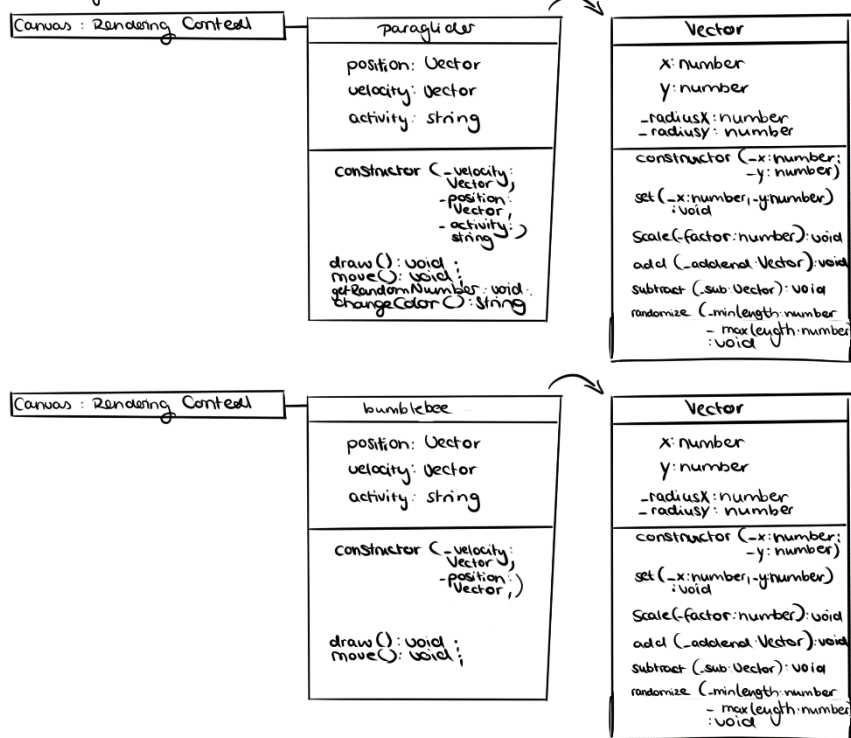 Canvas : Rendering Context
paraglider
position: Vector
velocity: Vector
activity: string
constructor (_velocity:
Vector,
-position:
Vector,
- activity:)
string
draw(): void ;
move(): void ;
getRandomNumber: void.
changeColor(): String
Vector
x: number
y: number
_radiusX: number
_radiusy: number
constructor (_x: number;
_y: number)
set (_x: number, _y: number)
: void
Scale(_factor: number): void
add (_addend: Vector): void
subtract (_sub: Vector): void
randomize (_minlength: number
- maxlength: number)
: void
Canvas : Rendering Context
bumblebee
position: Vector
velocity: Vector
activity: string
constructor (_velocity:
Vector,
-position:
Vector,)
draw(): void ;
move(): void ;
Vector
x: number
y: number
_radiusX: number
_radiusy: number
constructor (_x: number;
_y: number)
set (_x: number, _y: number)
: void
Scale(_factor: number): void
add (_addend: Vector): void
subtract (_sub: Vector): void
randomize (_minlength: number
- maxlength: number)
: void